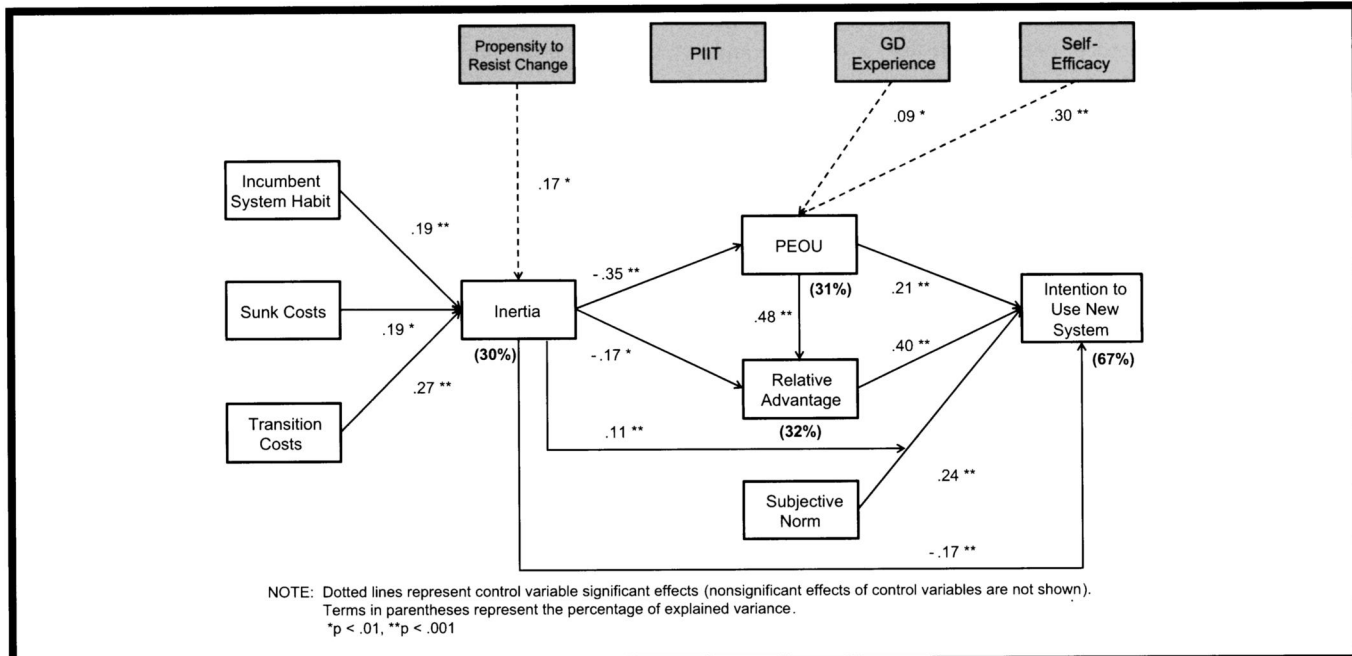 Propensity to
Resist Change
PIIT
GD
Experience
Self-
Efficacy
.09 *
.30 **
Incumbent
System Habit
.17 *
.19 **
PEOU
-.35 **
(31%)
.21 **
Sunk Costs
.19 *
Inertia
(30%)
.48 **
Intention to
Use New
System
(67%)
-.17 *
.40 **
.27 **
Relative
Advantage
(32%)
Transition
Costs
.11 **
.24 **
Subjective
Norm
-.17 **
NOTE: Dotted lines represent control variable significant effects (nonsignificant effects of control variables are not shown).
Terms in parentheses represent the percentage of explained variance.
*p < .01, **p < .001